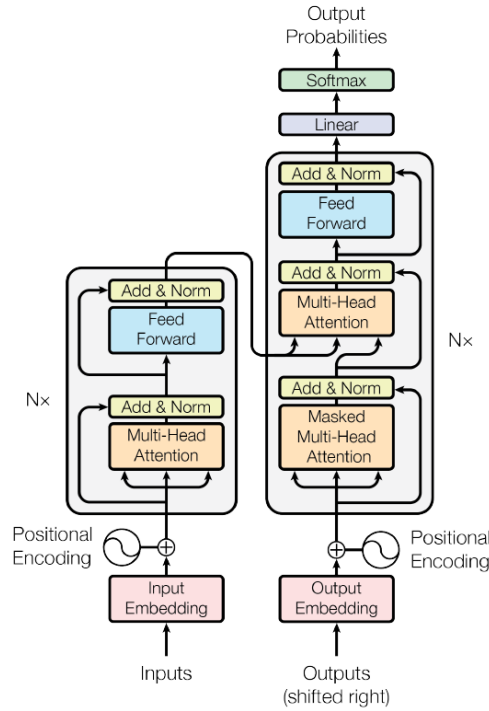 Output
Probabilities
Softmax
Linear
Add & Norm
Feed
Forward
Add & Norm
Multi-Head
Attention
Add & Norm
Masked
Multi-Head
Attention
N×
Add & Norm
Feed
Forward
Add & Norm
Multi-Head
Attention
N×
Positional
Encoding
Positional
Encoding
Input
Embedding
Output
Embedding
Inputs
Outputs
(shifted right)